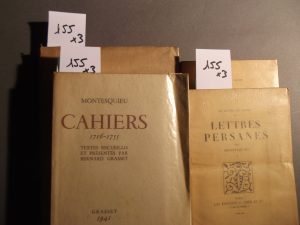 155
x3
155
x3
155
x3
MONTESQUIEU
CAHIERS
1716-1755
TEXTES RECUEILLIS
ET PRÉSENTÉS PAR
BERNARD GRASSET
GRASSET
1941
LETTRES
PERSANES
MONTESQUIEU